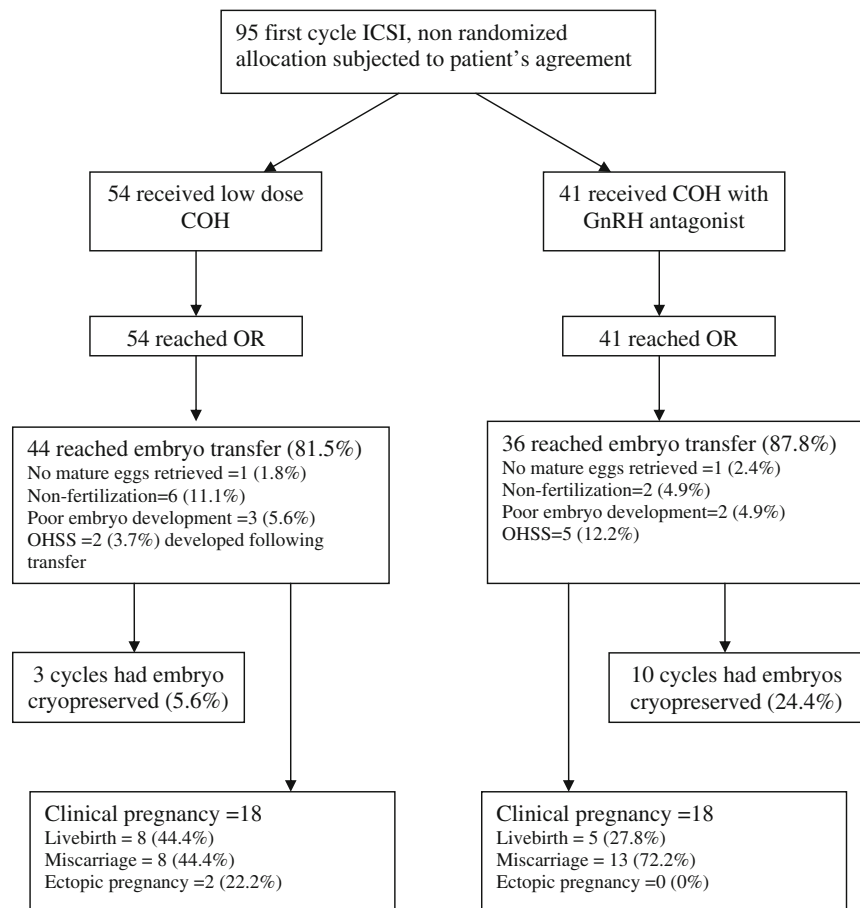 95 first cycle ICSI, non randomized
allocation subjected to patient's agreement
54 received low dose
COH
41 received COH with
GnRH antagonist
54 reached OR
41 reached OR
44 reached embryo transfer (81.5%)
No mature eggs retrieved =1 (1.8%)
Non-fertilization=6 (11.1%)
Poor embryo development =3 (5.6%)
OHSS =2 (3.7%) developed following
transfer
36 reached embryo transfer (87.8%)
No mature eggs retrieved =1 (2.4%)
Non-fertilization=2 (4.9%)
Poor embryo development=2 (4.9%)
OHSS=5 (12.2%)
3 cycles had embryo
cryopreserved (5.6%)
10 cycles had embryos
cryopreserved (24.4%)
Clinical pregnancy =18
Livebirth = 8 (44.4%)
Miscarriage = 8 (44.4%)
Ectopic pregnancy =2 (22.2%)
Clinical pregnancy =18
Livebirth = 5 (27.8%)
Miscarriage = 13 (72.2%)
Ectopic pregnancy =0 (0%)